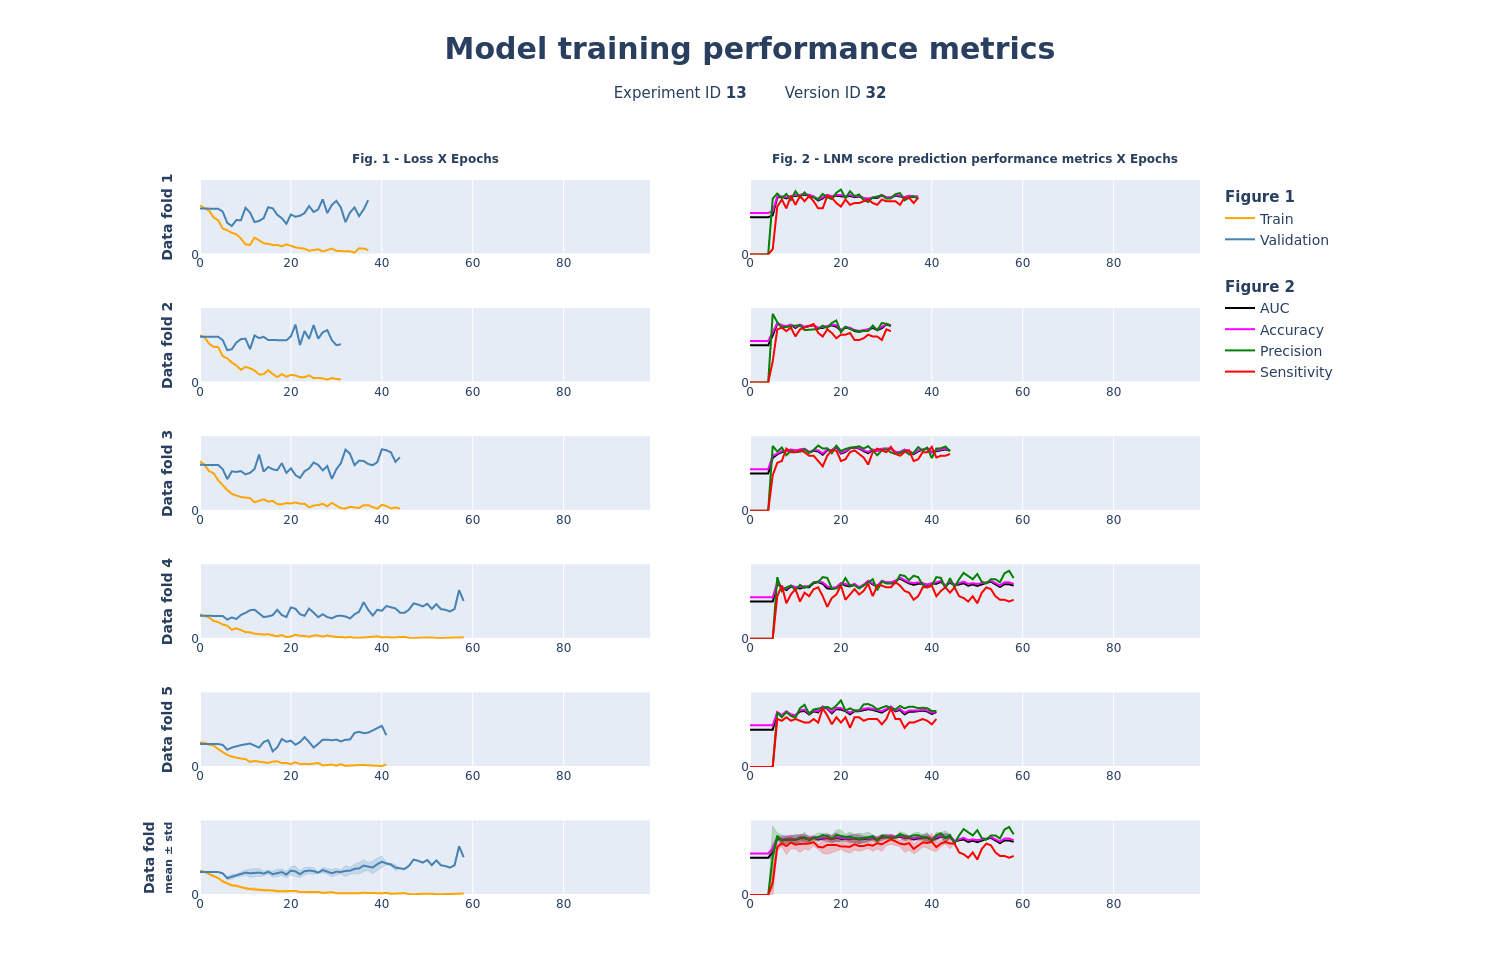 Model training performance metrics
Experiment ID 13 Version ID 32
Fig. 1 - Loss X Epochs
Fig. 2 - LNM score prediction performance metrics X Epochs
Data fold 1
0
0 20 40 60 80
0
0 20 40 60 80
Figure 1
Train
Validation
Figure 2
AUC
Accuracy
Precision
Sensitivity
Data fold 2
0
0 20 40 60 80
0
0 20 40 60 80
Data fold 3
0
0 20 40 60 80
0
0 20 40 60 80
Data fold 4
0
0 20 40 60 80
0
0 20 40 60 80
Data fold 5
0
0 20 40 60 80
0
0 20 40 60 80
Data fold
mean ± std
0
0 20 40 60 80
0
0 20 40 60 80